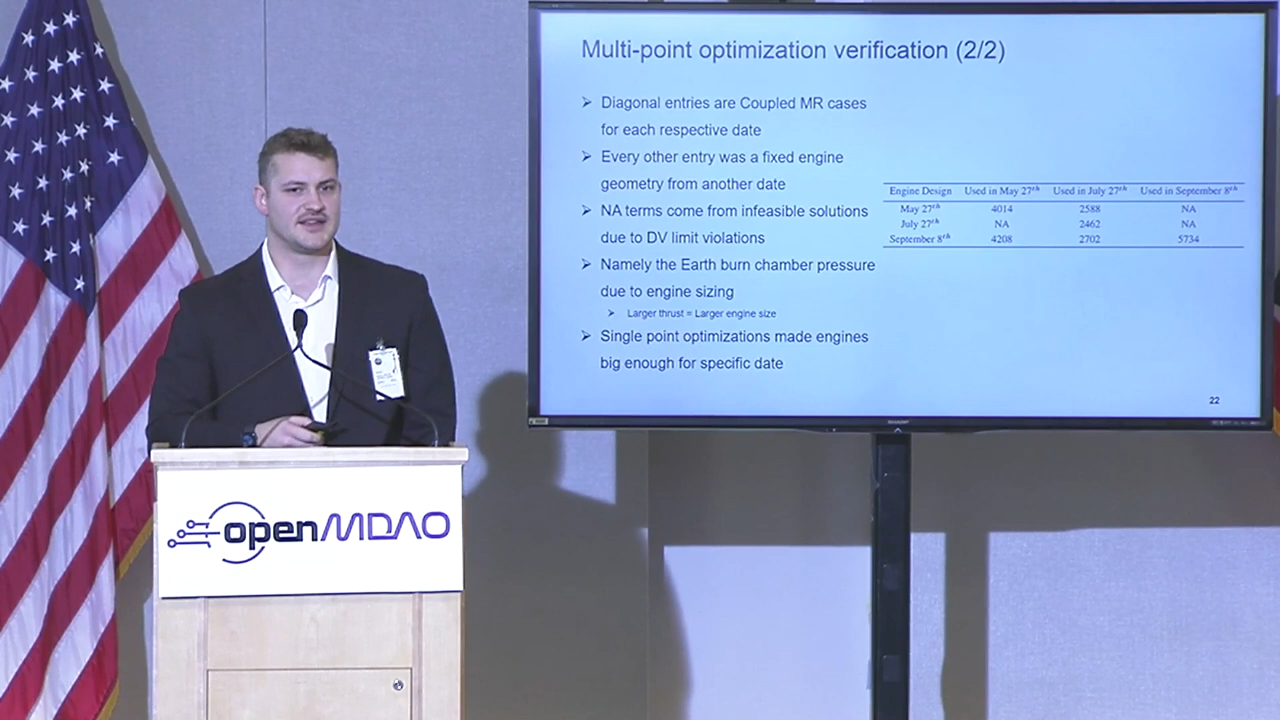 Multi-point optimization verification (2/2)
➢ Diagonal entries are Coupled MR cases
for each respective date
➢ Every other entry was a fixed engine
geometry from another date
➢ NA terms come from infeasible solutions
due to DV limit violations
➢ Namely the Earth burn chamber pressure
due to engine sizing
➢ Larger thrust = Larger engine size
➢ Single point optimizations made engines
big enough for specific date
Engine Design Used in May 27th Used in July 27th Used in September 8th
May 27th 4014 2588 NA
July 27th NA 2462 NA
September 8th 4208 2702 5734
22
SHARP
openMDAO